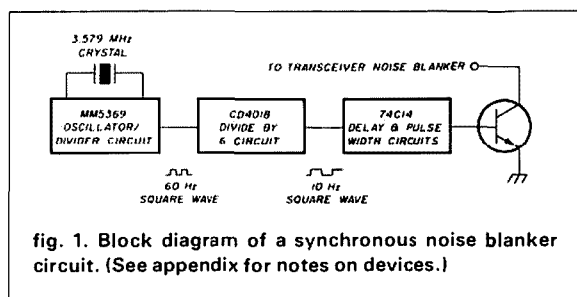 3.579 MHz
CRYSTAL
TO TRANSCEIVER NOISE BLANKER
MM5369
OSCILLATOR/
DIVIDER CIRCUIT
CD4018
DIVIDE BY
6 CIRCUIT
74C14
DELAY & PULSE
WIDTH CIRCUITS
60 Hz
SQUARE WAVE
10 Hz
SQUARE WAVE
fig. 1. Block diagram of a synchronous noise blanker
circuit. (See appendix for notes on devices.)